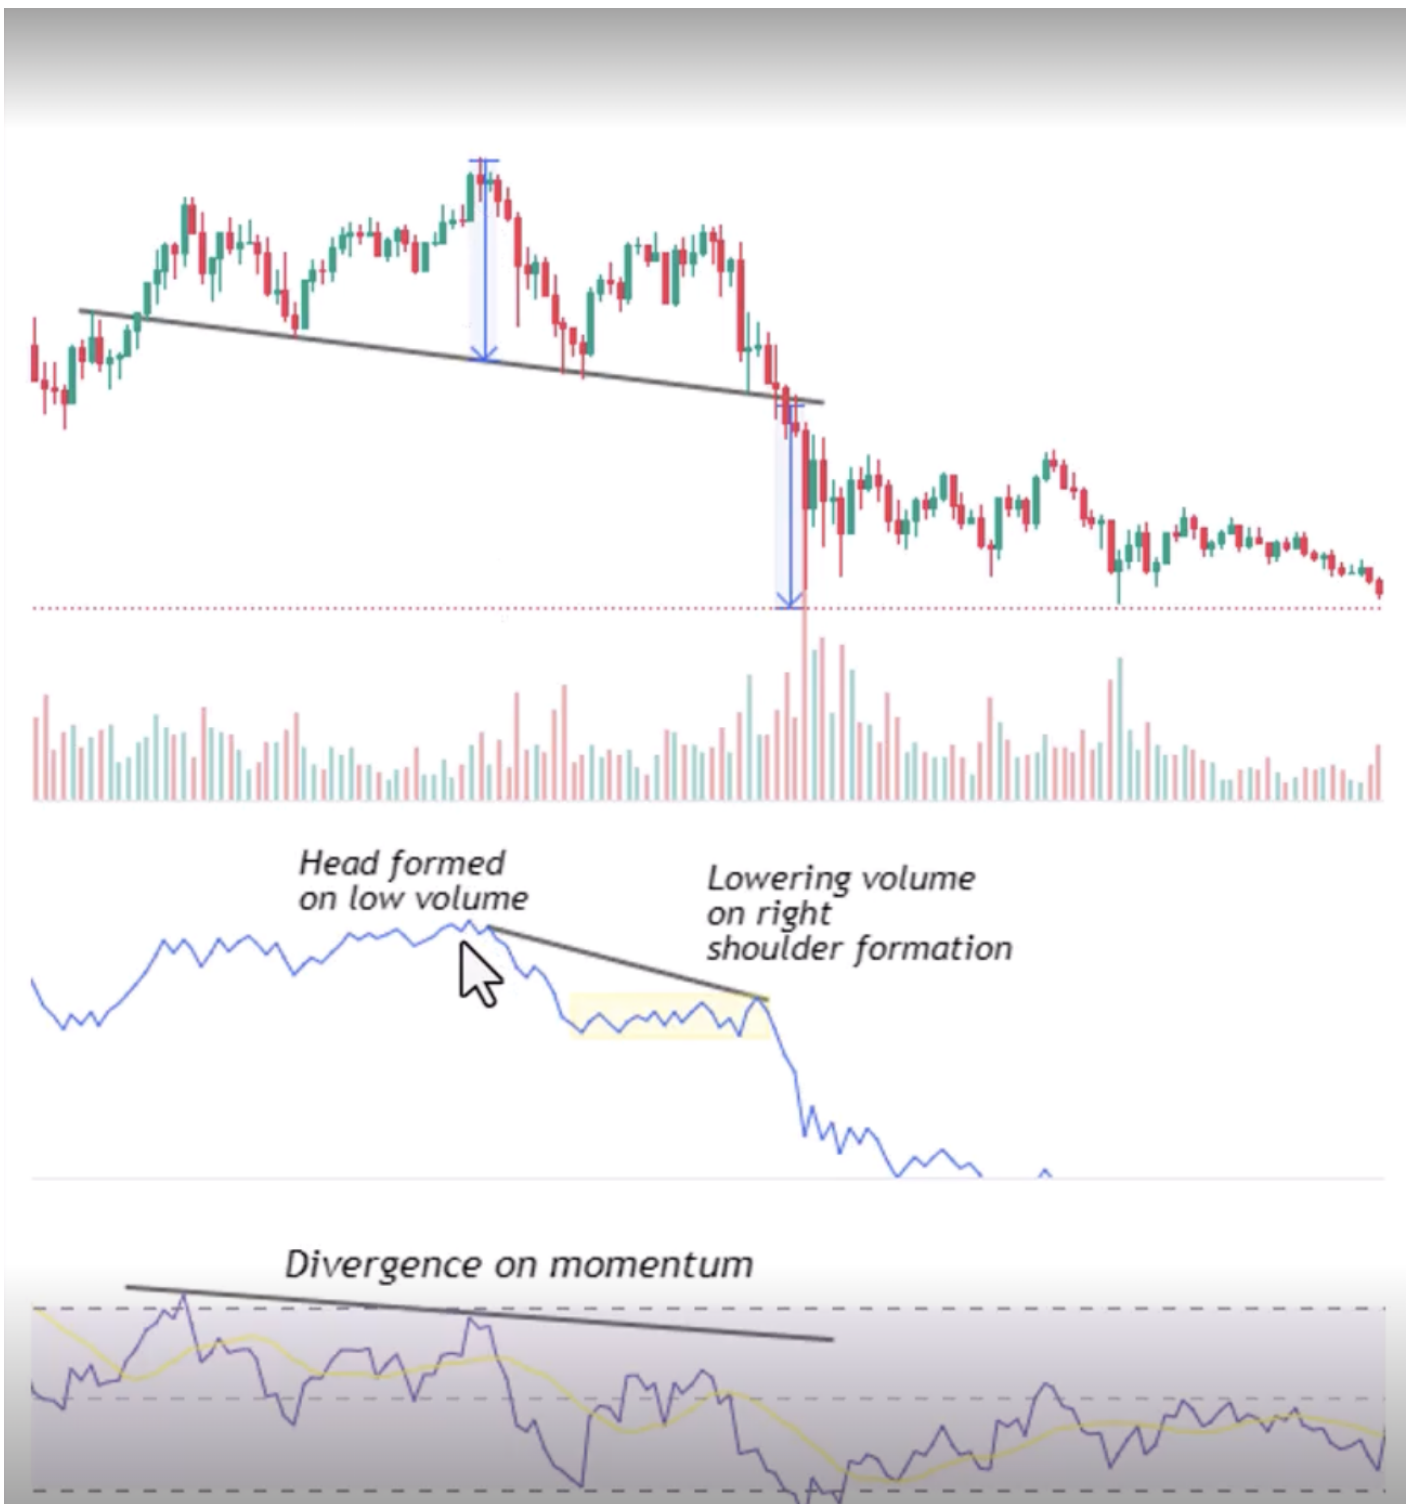 Head formed
on low volume
Lowering volume
on right
shoulder formation
Divergence on momentum